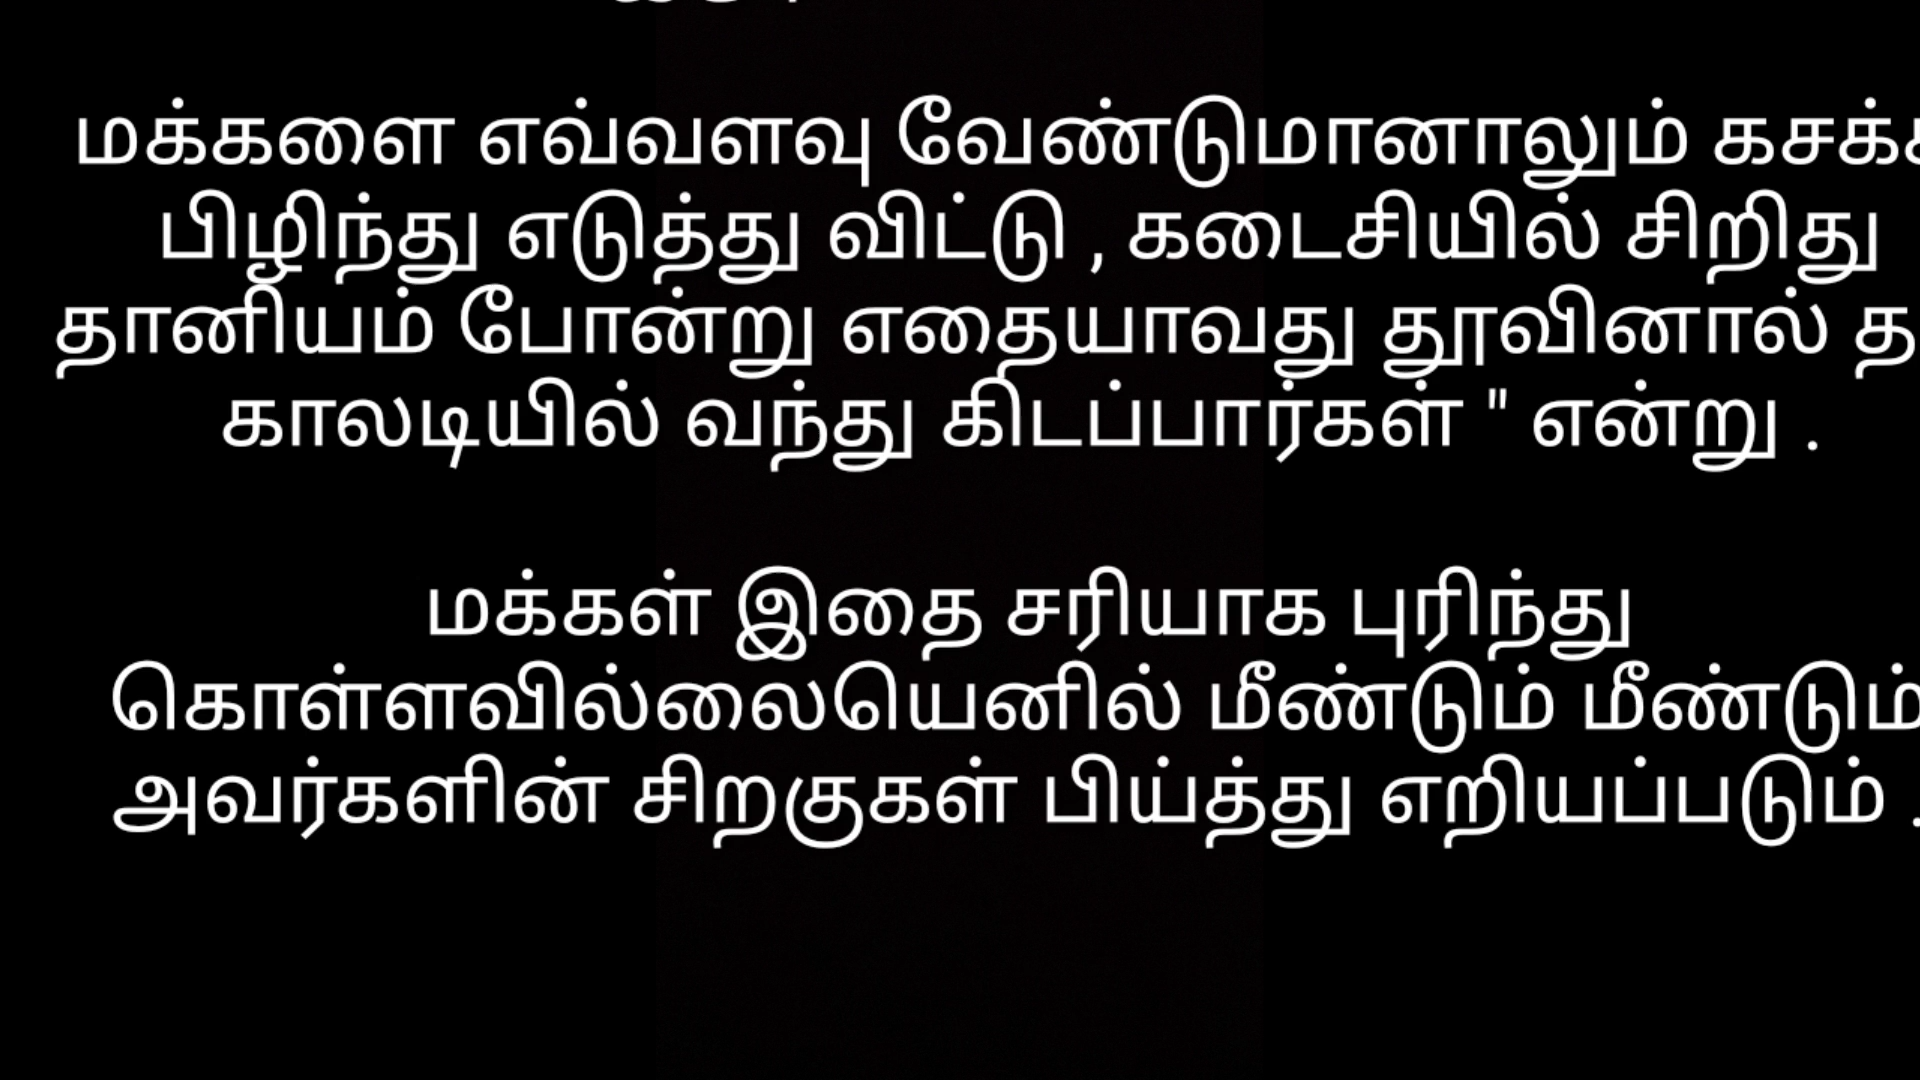 மக்களை எவ்வளவு வேண்டுமானாலும்
பிழிந்து எடுத்து விட்டு , கடைசியில் சிறிது
தானியம் போன்று எதையாவது தூவினால்
காலடியில் வந்து கிடப்பார்கள் " என்று .
மக்கள் இதை சரியாக புரிந்து
கொள்ளவில்லையெனில் மீண்டும் மீண்டும்
அவர்களின் சிறகுகள் பிய்த்து எறியப்படும் .